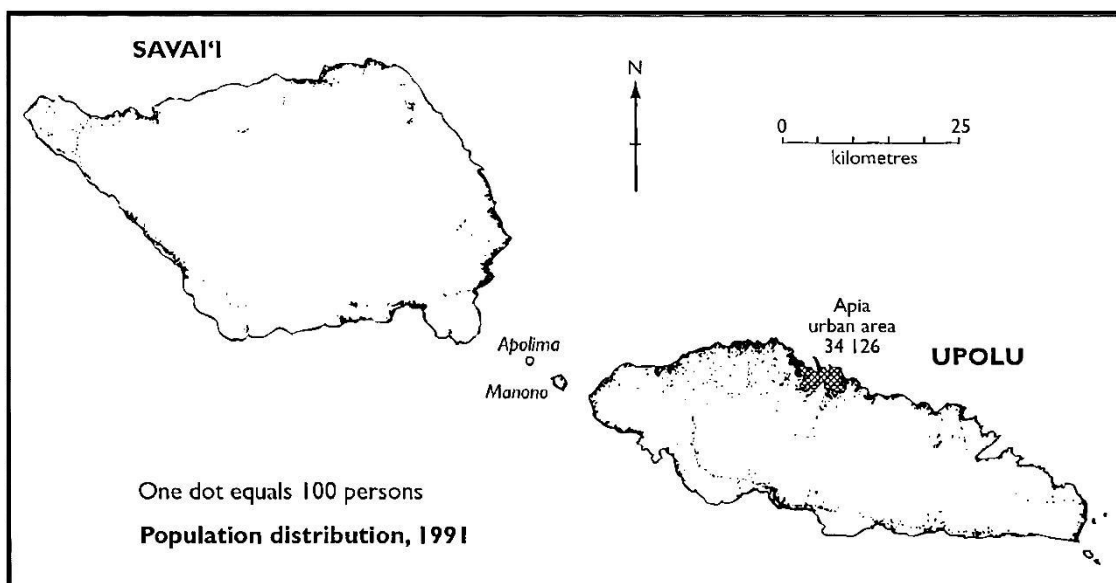 SAVAI‘I
N
0 25
kilometres
Apia
urban area
34 126
UPOLU
Apolima
Manono
One dot equals 100 persons
Population distribution, 1991